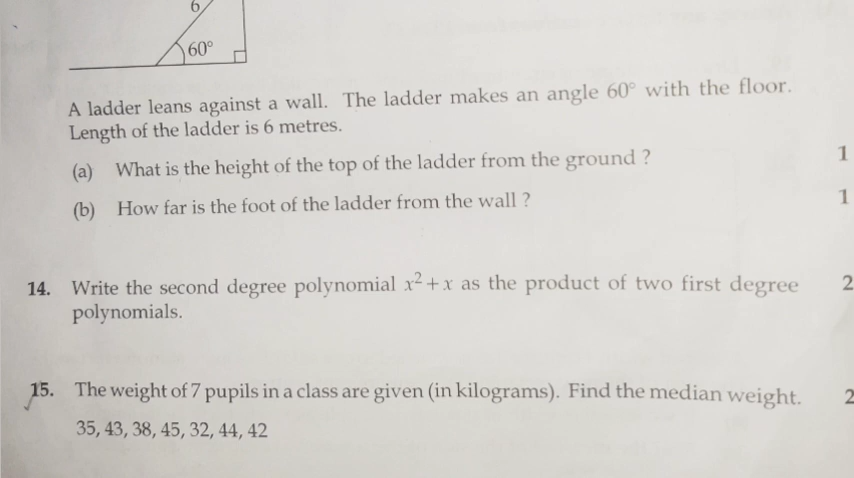 6
60°
A ladder leans against a wall. The ladder makes an angle 60° with the floor.
Length of the ladder is 6 metres.
(a) What is the height of the top of the ladder from the ground ? 1
(b) How far is the foot of the ladder from the wall ? 1
14. Write the second degree polynomial x² + x as the product of two first degree 2
polynomials.
15. The weight of 7 pupils in a class are given (in kilograms). Find the median weight. 2
35, 43, 38, 45, 32, 44, 42